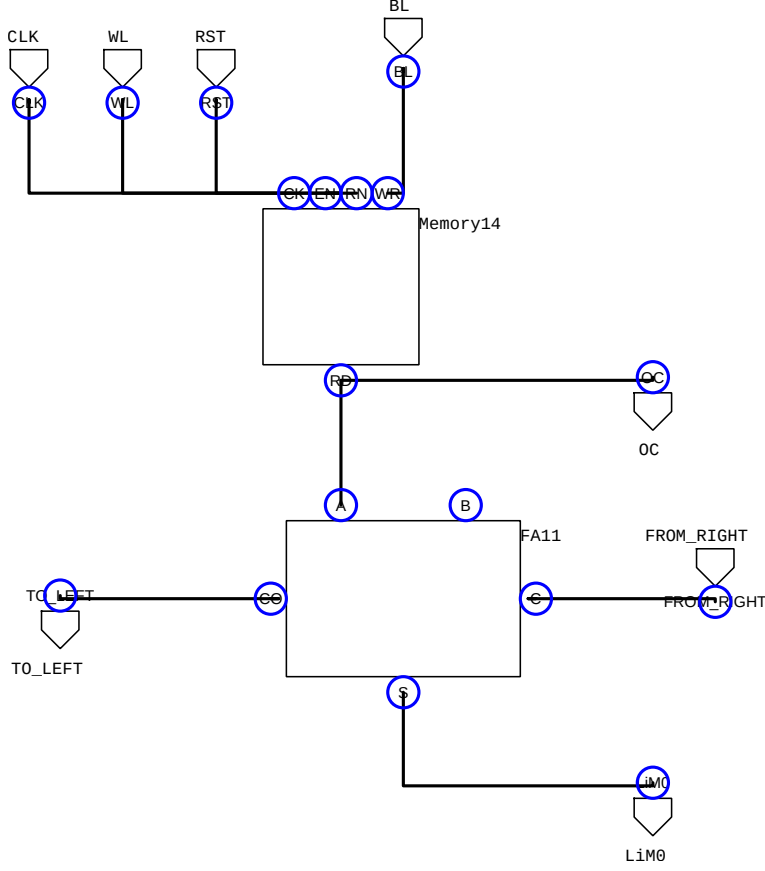 BL
CLK WL RST
BL
CLK WL RST
CK EN RN WR
Memory14
RD
OC
OC
A B
FA11 FROM_RIGHT
TO_LEFT CO C FROM_RIGHT
TO_LEFT
S
LiM0
LiM0